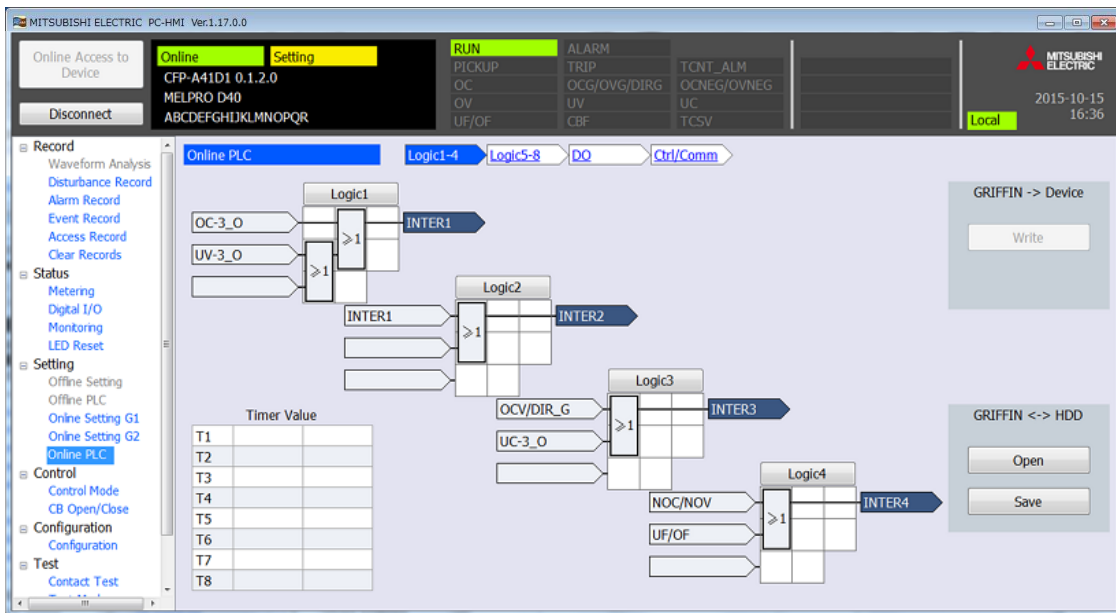 MITSUBISHI ELECTRIC PC-HMI Ver.1.17.0.0
Online Access to
Device
Disconnect
Online Setting
CFP-A41D1 0.1.2.0
MELPRO D40
ABCDEFGHIJKLMNOPQR
RUN ALARM
PICKUP TRIP TCNT_ALM
OC OCG/OVG/DIRG OCNEG/OVNEG
OV UV UC
UF/OF CBF TCSV
MITSUBISHI
ELECTRIC
2015-10-15
16:36
Local
Record
Waveform Analysis
Disturbance Record
Alarm Record
Event Record
Access Record
Clear Records
Status
Metering
Digital I/O
Monitoring
LED Reset
Setting
Offline Setting
Offline PLC
Online Setting G1
Online Setting G2
Online PLC
Control
Control Mode
CB Open/Close
Configuration
Configuration
Test
Contact Test
Online PLC
Logic1-4 Logic5-8 DO Ctrl/Comm
Logic1
OC-3_O
UV-3_O
≥1
≥1
INTER1
Logic2
INTER1
≥1
INTER2
Logic3
OCV/DIR_G
UC-3_O
≥1
INTER3
Logic4
NOC/NOV
UF/OF
≥1
INTER4
Timer Value
T1
T2
T3
T4
T5
T6
T7
T8
GRIFFIN -> Device
Write
GRIFFIN <-> HDD
Open
Save